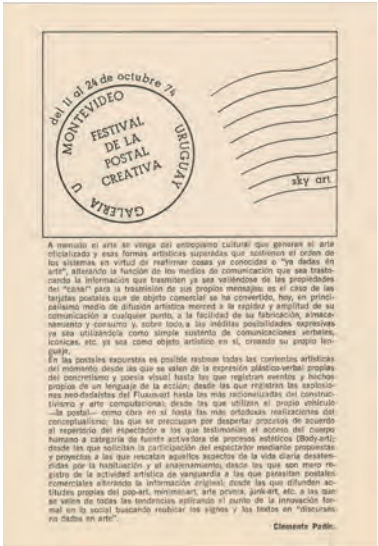 del 11 al 24 de octubre 74
MONTEVIDEO
URUGUAY
GALERIA U
FESTIVAL
DE LA
POSTAL
CREATIVA
sky art
A menudo el arte se venga del entropismo cultural que generan el arte
oficializado y esas formas artísticas superadas que sostienen el orden de
los sistemas en virtud de reafirmar cosas ya conocidas o "ya dadas en
arte", alterando la función de los medios de comunicación que sea trasto-
cando la información que trasmiten ya sea valiéndose de las propiedades
del "canal" para la trasmisión de sus propios mensajes: es el caso de las
tarjetas postales que de objeto comercial se ha convertido, hoy, en princi-
palísimo medio de difusión artística merced a la rapidez y amplitud de su
comunicación a cualquier punto, a la facilidad de su fabricación, almace-
namiento y consumo y, sobre todo, a las inéditas posibilidades expresivas
ya sea utilizándola como simple sustento de comunicaciones verbales,
icónicas, etc. ya sea como objeto artístico en sí, creando su propio len-
guaje.
En las postales expuestas es posible rastrear todas las corrientes artísticas
del momento desde las que se valen de la expresión plástico-verbal propias
del concretismo y poesía visual hasta las que registran eventos y hechos
propios de un lenguaje de la acción; desde las que registran las explosio-
nes neo-dadaístas del Fluxus-art hasta las más racionalizadas del construc-
tivismo y arte computacional; desde las que utilizan el propio vehículo
—la postal— como obra en sí hasta las más ortodoxas realizaciones del
conceptualismo; las que se preocupan por despertar procesos de acuerdo
al repertorio del espectador o los que testimonian el acceso del cuerpo
humano a categoría de fuente activadora de procesos estéticos (Body-art);
desde las que solicitan la participación del espectador mediante propuestas
y proyectos a las que rescatan aquellos aspectos de la vida diaria desaten-
didas por la habituación y el enajenamiento; desde las que son mero re-
gistro de la actividad artística de vanguardia a las que parasitan postales
comerciales alterando la información original; desde las que difunden ac-
titudes propias del pop-art, minimal-art, arte povera, junk-art, etc. a las que
se valen de todas las tendencias aplicando el punto de la innovación for-
mal en lo social buscando reubicar los signos y los textos en "discursos
no dados en arte".
Clemente Padín.